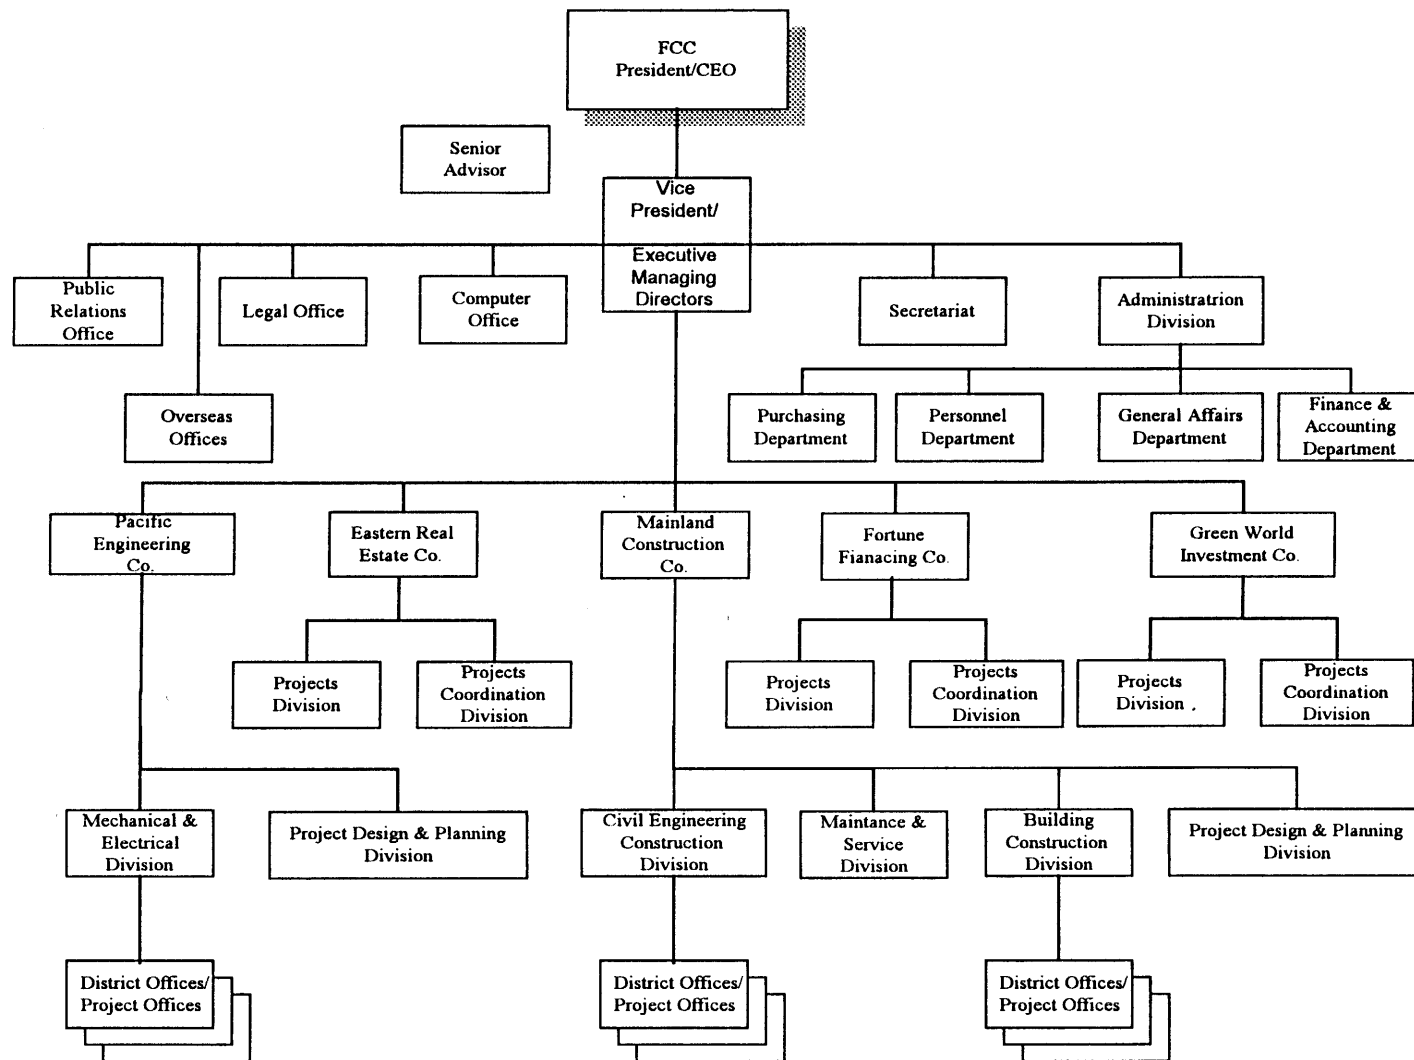 FCC
President/CEO
Senior
Advisor
Vice
President/
Executive
Managing
Directors
Public
Relations
Office
Legal Office
Computer
Office
Secretariat
Administratrion
Division
Overseas
Offices
Purchasing
Department
Personnel
Department
General Affairs
Department
Finance &
Accounting
Department
Pacific
Engineering
Co.
Eastern Real
Estate Co.
Mainland
Construction
Co.
Fortune
Fianacing Co.
Green World
Investment Co.
Projects
Division
Projects
Coordination
Division
Projects
Division
Projects
Coordination
Division
Projects
Division
Projects
Coordination
Division
Mechanical &
Electrical
Division
Project Design & Planning
Division
Civil Engineering
Construction
Division
Maintance &
Service
Division
Building
Construction
Division
Project Design & Planning
Division
District Offices/
Project Offices
District Offices/
Project Offices
District Offices/
Project Offices